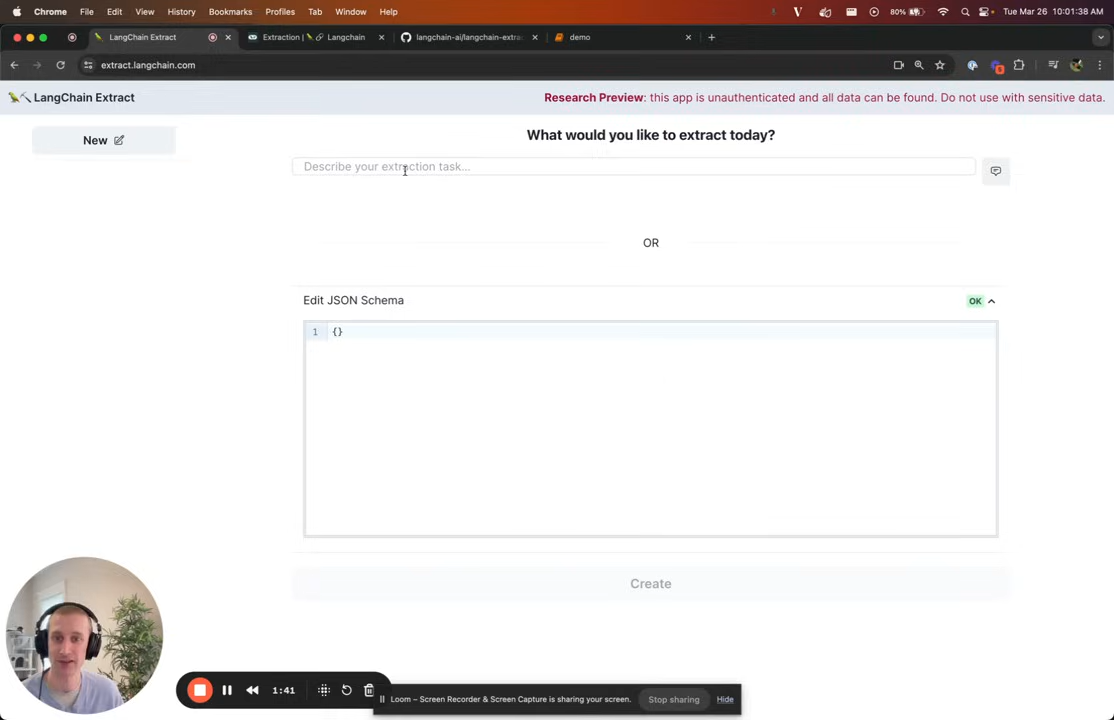 Chrome File Edit View History Bookmarks Profiles Tab Window Help 80% Tue Mar 26 10:01:38 AM
LangChain Extract Extraction | Langchain langchain-ai/langchain-extrac demo
extract.langchain.com
LangChain Extract Research Preview: this app is unauthenticated and all data can be found. Do not use with sensitive data.
New What would you like to extract today?
Describe your extraction task...
OR
Edit JSON Schema OK
1 {}
Create
1:41
Loom – Screen Recorder & Screen Capture is sharing your screen. Stop sharing Hide